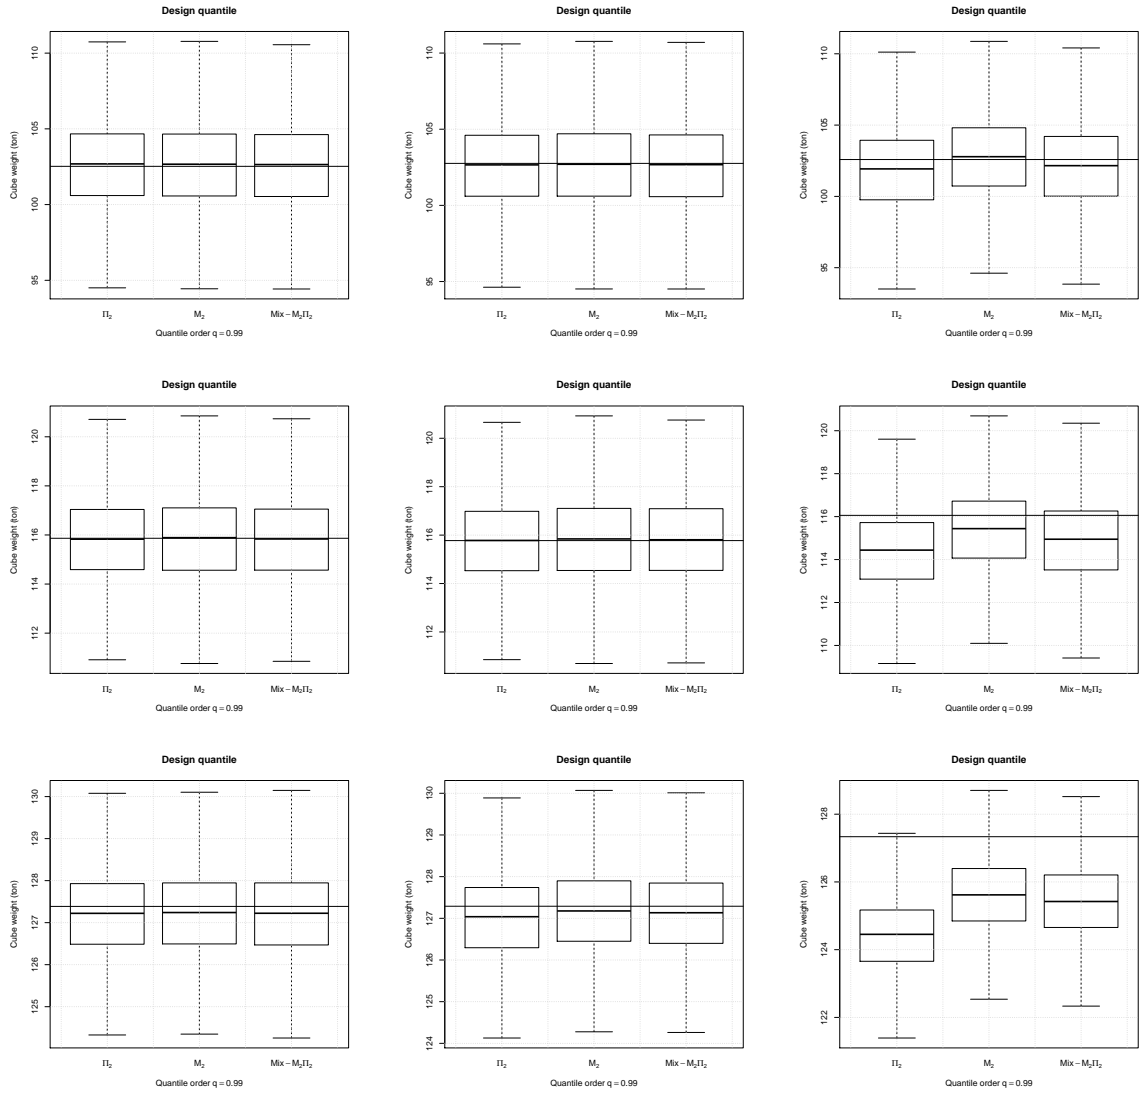 Design quantile
Cube weight (ton)
110
105
100
95
Π₂
M₂
Mix − M₂Π₂
Quantile order q = 0.99
Design quantile
Cube weight (ton)
110
105
100
95
Π₂
M₂
Mix − M₂Π₂
Quantile order q = 0.99
Design quantile
Cube weight (ton)
110
105
100
95
Π₂
M₂
Mix − M₂Π₂
Quantile order q = 0.99
Design quantile
Cube weight (ton)
120
118
116
114
112
Π₂
M₂
Mix − M₂Π₂
Quantile order q = 0.99
Design quantile
Cube weight (ton)
120
118
116
114
112
Π₂
M₂
Mix − M₂Π₂
Quantile order q = 0.99
Design quantile
Cube weight (ton)
120
118
116
114
112
110
Π₂
M₂
Mix − M₂Π₂
Quantile order q = 0.99
Design quantile
Cube weight (ton)
130
129
128
127
126
125
Π₂
M₂
Mix − M₂Π₂
Quantile order q = 0.99
Design quantile
Cube weight (ton)
130
129
128
127
126
125
124
Π₂
M₂
Mix − M₂Π₂
Quantile order q = 0.99
Design quantile
Cube weight (ton)
128
126
124
122
Π₂
M₂
Mix − M₂Π₂
Quantile order q = 0.99